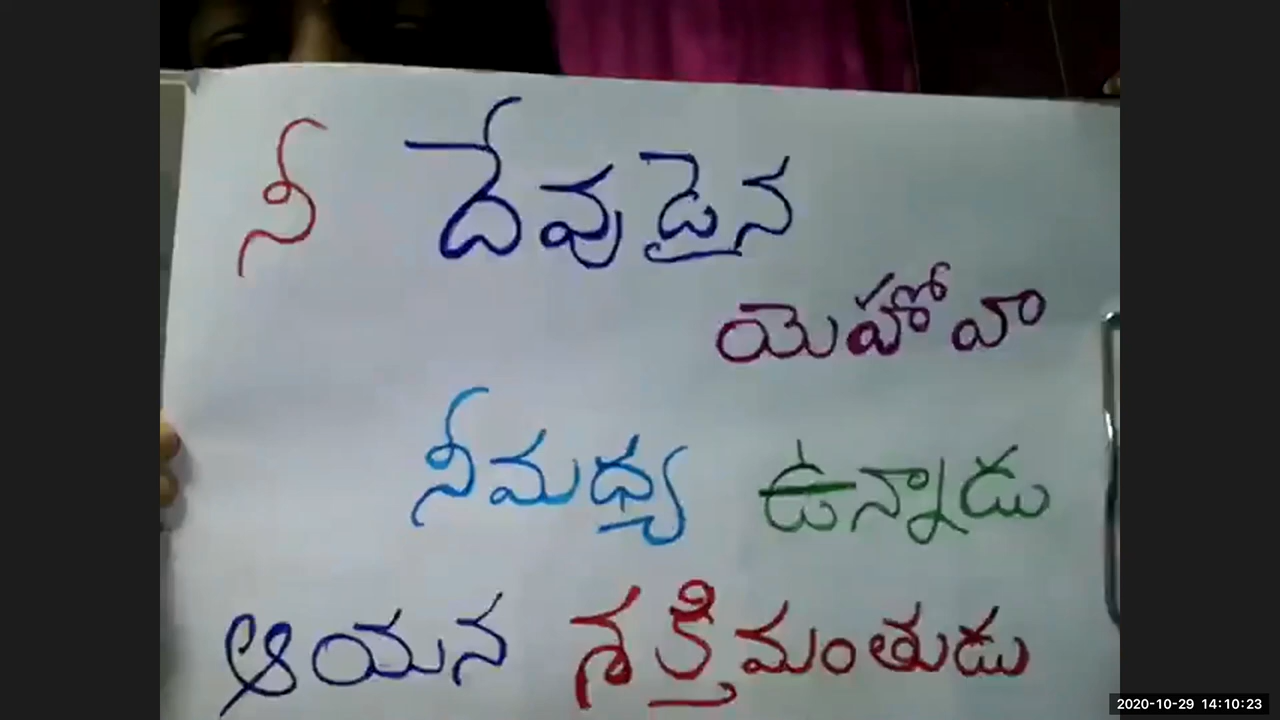 నీ దేవుడైన
యెహోవా
నీమధ్య ఉన్నాడు
ఆయన శక్తిమంతుడు
2020-10-29 14:10:23